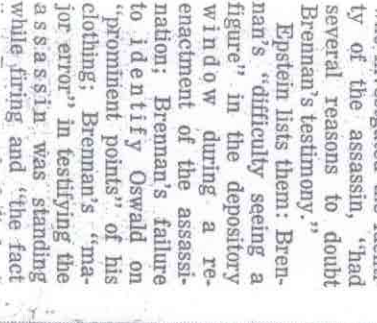 the
ty of the assassin, "had
several reasons to doubt
Brennan's testimony."
Epstein lists them: Bren-
nan's "difficulty seeing a
figure" in the depository
window during a re-
enactment of the assassi-
nation; Brennan's failure
to identify Oswald on
"prominent points" of his
clothing; Brennan's "ma-
jor error" in testifying the
assassin was standing
while firing and "the fact